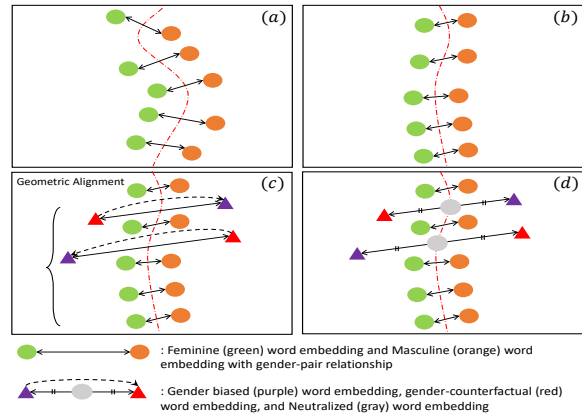 (a)
(b)
Geometric Alignment
(c)
(d)
: Feminine (green) word embedding and Masculine (orange) word
embedding with gender-pair relationship
: Gender biased (purple) word embedding, gender-counterfactual (red)
word embedding, and Neutralized (gray) word embedding